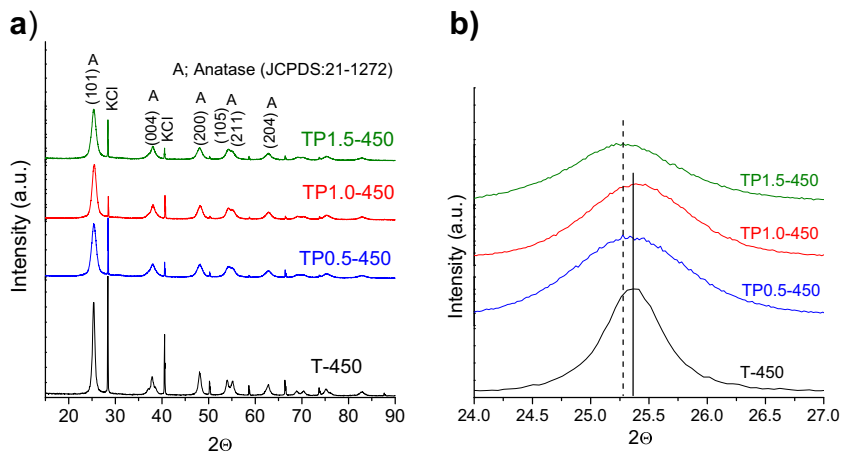 a)
A; Anatase (JCPDS:21-1272)
(101) A
KCl
(004) A
KCl
(200) A
(105)
(211) A
(204) A
TP1.5-450
TP1.0-450
TP0.5-450
T-450
Intensity (a.u.)
20 30 40 50 60 70 80 90
2Θ
b)
TP1.5-450
TP1.0-450
TP0.5-450
T-450
Intensity (a.u.)
24.0 24.5 25.0 25.5 26.0 26.5 27.0
2Θ